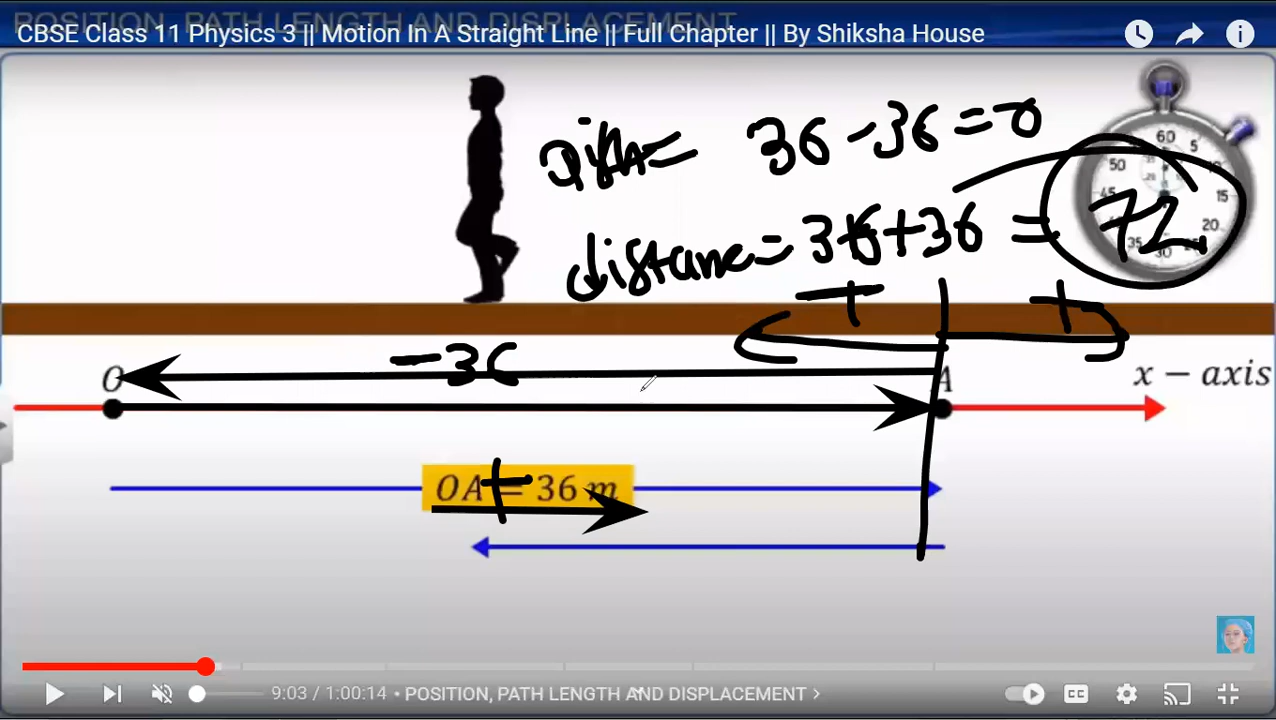 POSITION, PATH LENGTH AND DISPLACEMENT
CBSE Class 11 Physics 3 || Motion In A Straight Line || Full Chapter || By Shiksha House
36 - 36 = 0
distance = 36 + 36 = 72
60
5
50
10
45
15
20
35
30
+
-36
O
A
x - axis
OA = 36 m
+
9:03 / 1:00:14 • POSITION, PATH LENGTH AND DISPLACEMENT >
CC